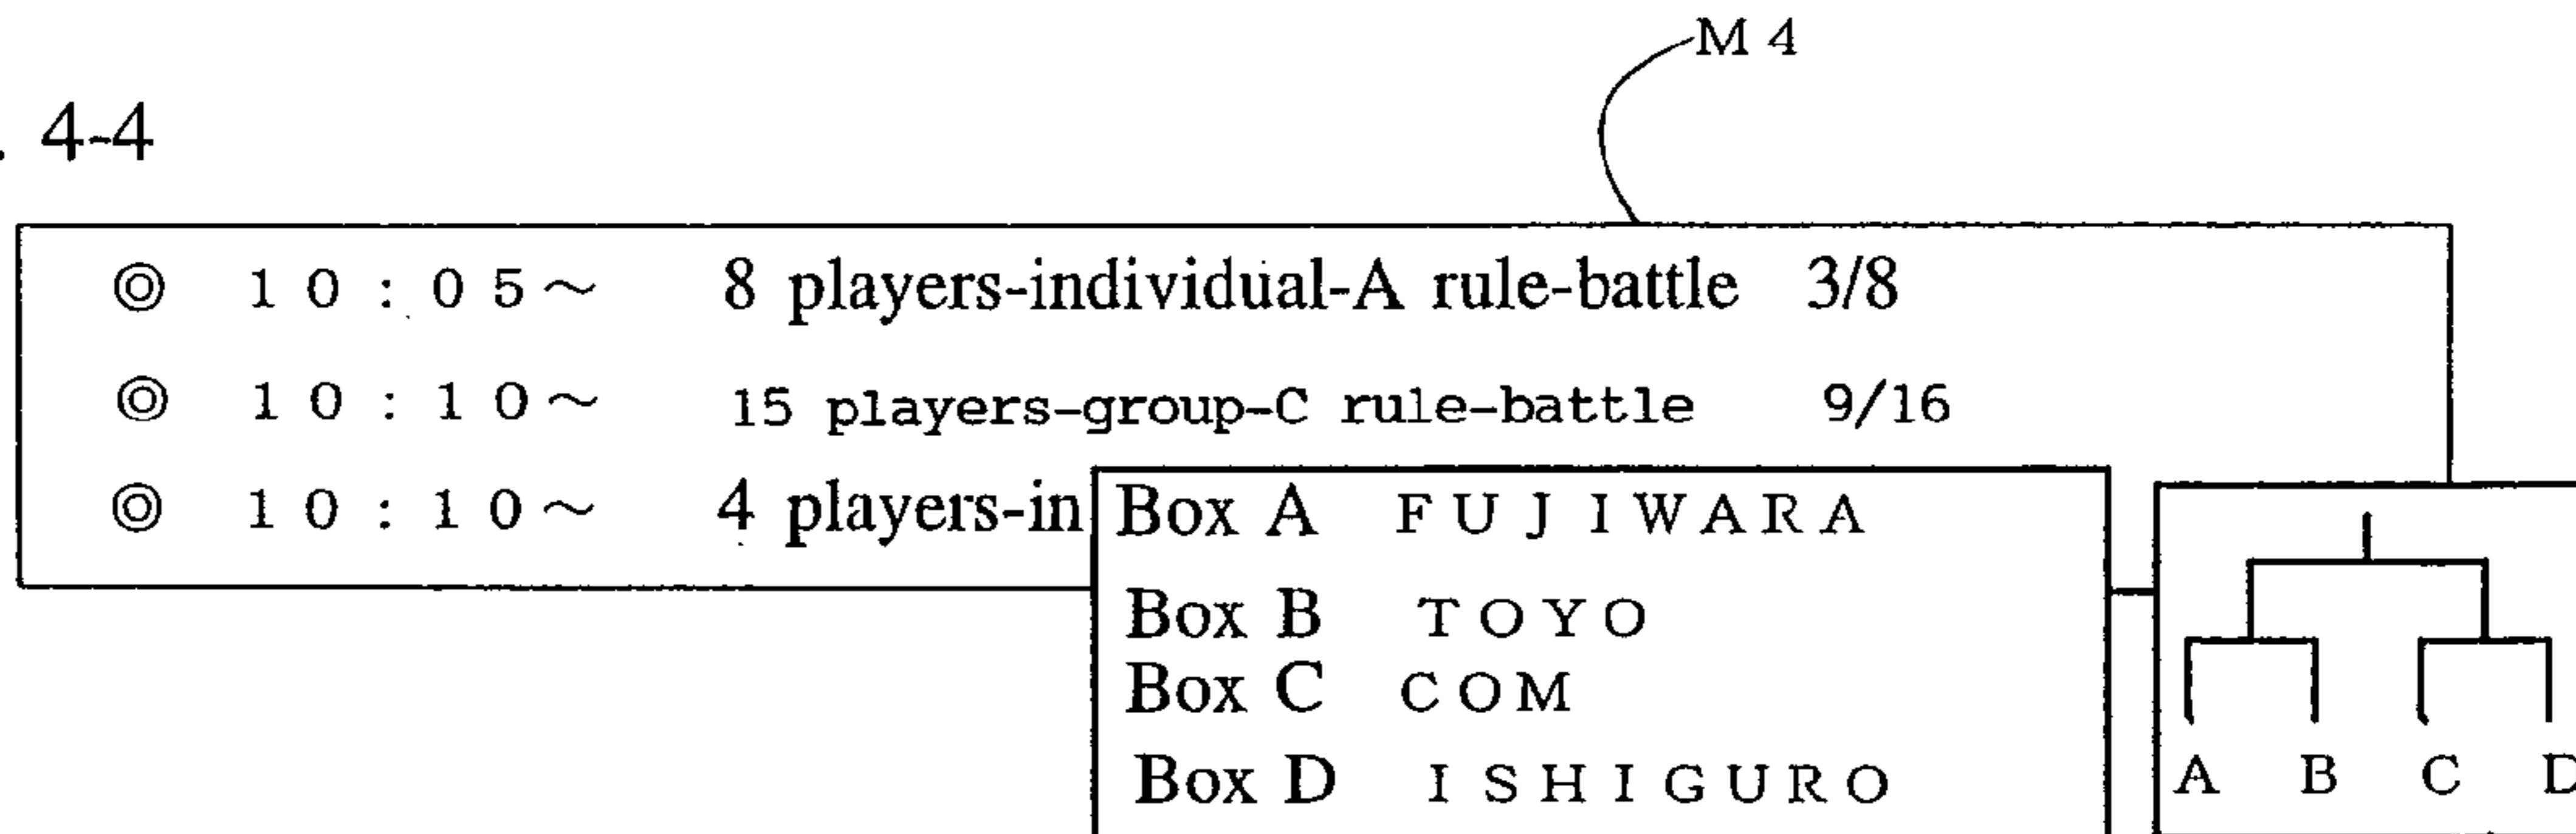 M 4
. 4-4
◎ 10:05~ 8 players-individual-A rule-battle 3/8
◎ 10:10~ 15 players-group-C rule-battle 9/16
◎ 10:10~ 4 players-in
Box A FUJIWARA
Box B TOYO
Box C COM
Box D ISHIGURO
A B C D